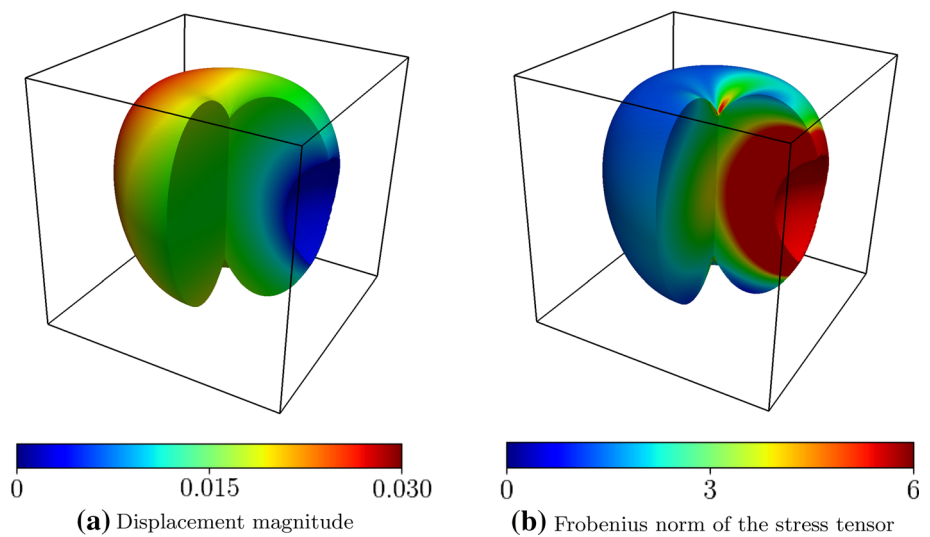 0 0.015 0.030
0 3 6
(a) Displacement magnitude
(b) Frobenius norm of the stress tensor